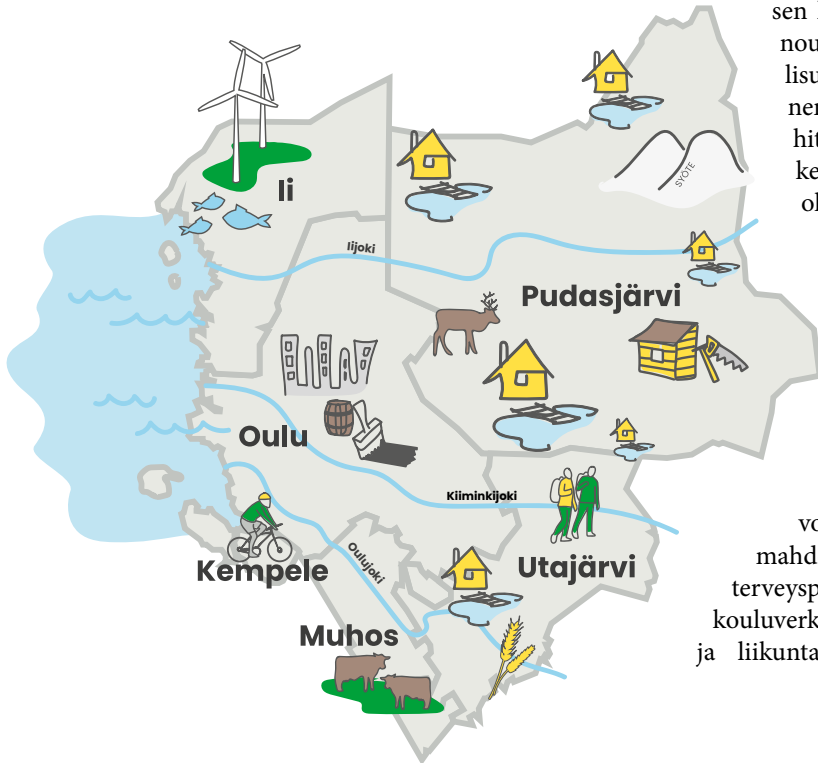 sen
nou
lisu
ner
hit
ke
ol
SYÖTE
Ii
Iijoki
Pudasjärvi
Oulu
Kiiminkijoki
Oulujoki
Kempele
Utajärvi
Muhos
vo
mahd
terveysp
kouluverk
ja liikunta